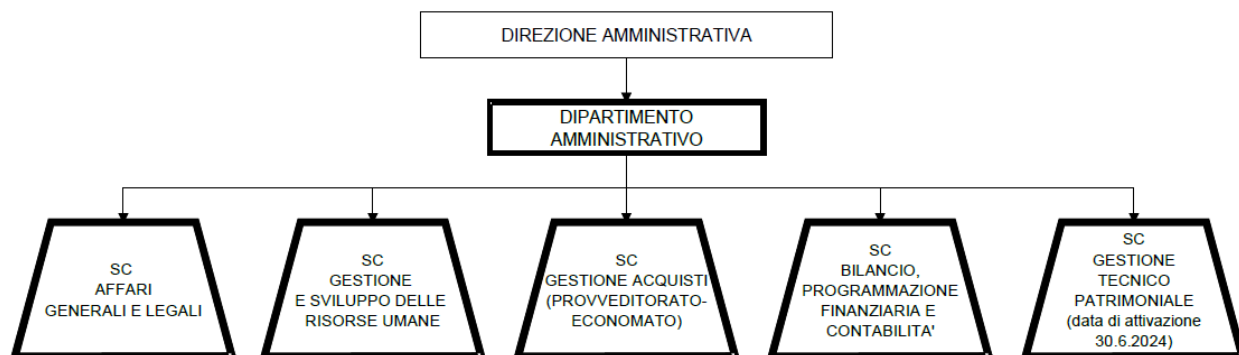 DIREZIONE AMMINISTRATIVA
DIPARTIMENTO
AMMINISTRATIVO
SC
AFFARI
GENERALI E LEGALI
SC
GESTIONE
E SVILUPPO DELLE
RISORSE UMANE
SC
GESTIONE ACQUISTI
(PROVVEDITORATO-
ECONOMATO)
SC
BILANCIO,
PROGRAMMAZIONE
FINANZIARIA E
CONTABILITA'
SC
GESTIONE
TECNICO
PATRIMONIALE
(data di attivazione
30.6.2024)